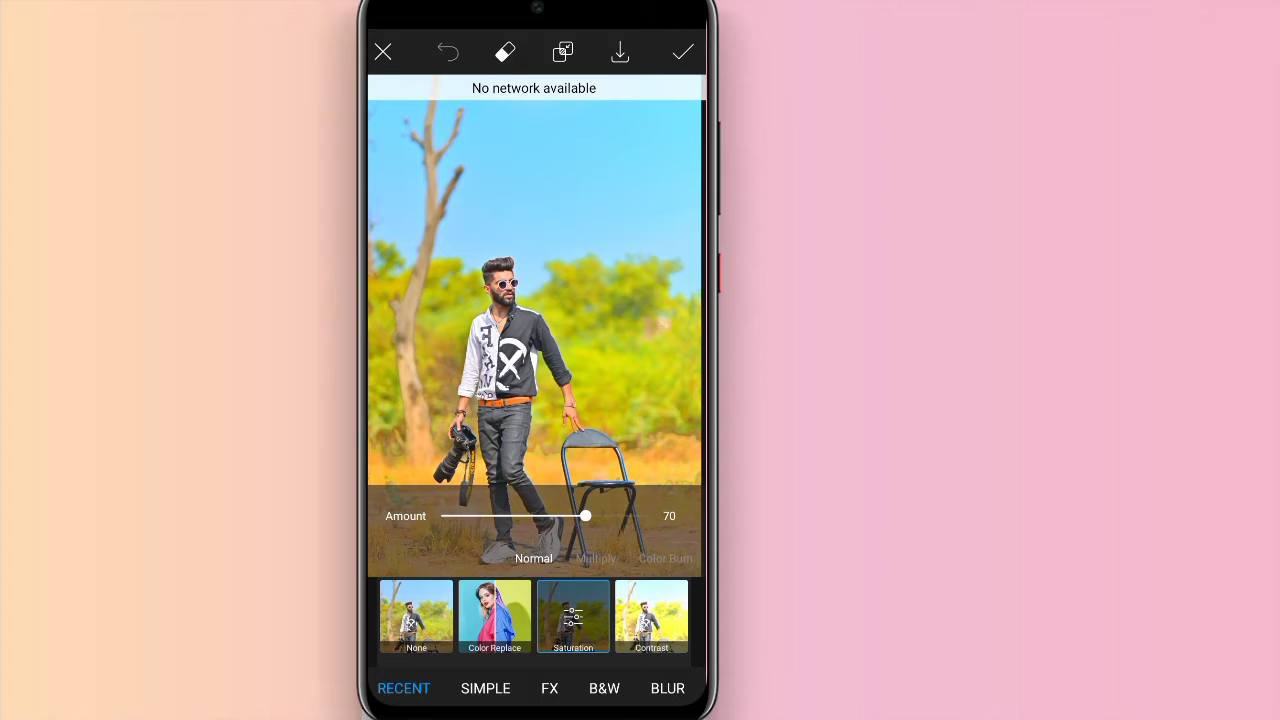 No network available
Amount 70
Normal Multiply Color Burn
None Color Replace Saturation Contrast
RECENT SIMPLE FX B&W BLUR